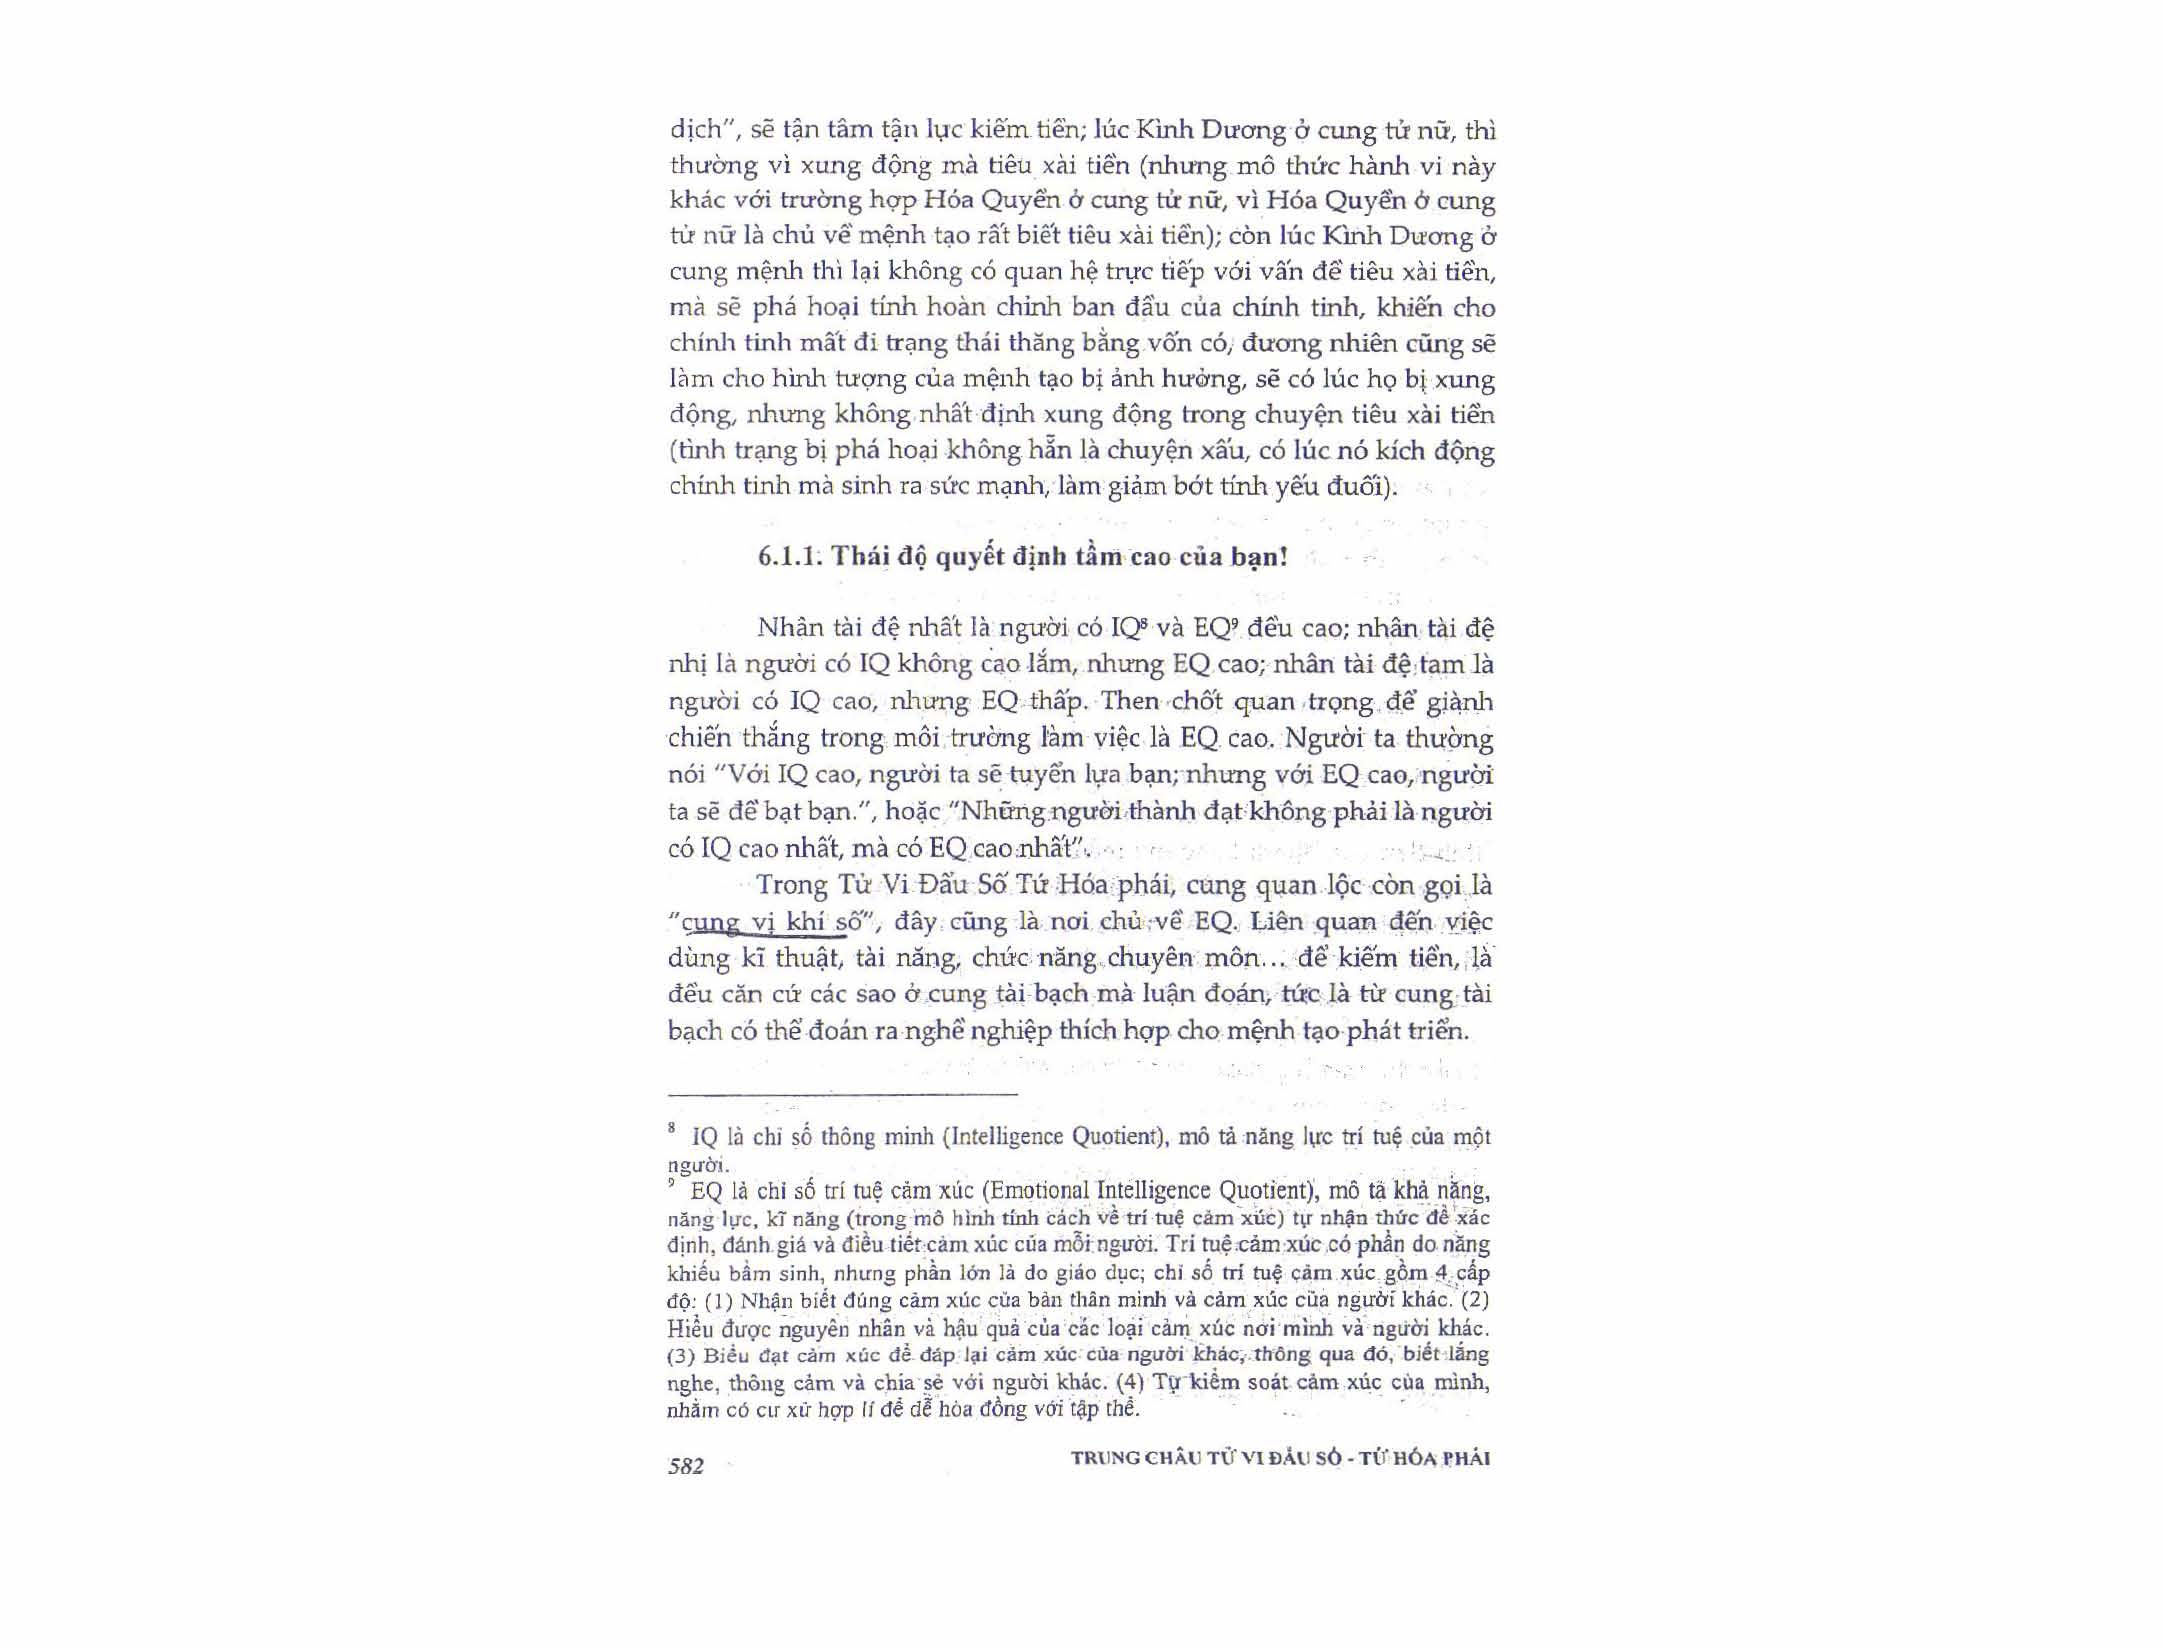 dịch", sẽ tận tâm tận lực kiếm tiền; lúc Kình Dương ở cung tử nữ, thì
thường vì xung động mà tiêu xài tiền (nhưng mô thức hành vi này
khác với trường hợp Hóa Quyền ở cung tử nữ, vì Hóa Quyền ở cung
tử nữ là chủ về mệnh tạo rất biết tiêu xài tiền); còn lúc Kình Dương ở
cung mệnh thì lại không có quan hệ trực tiếp với vấn đề tiêu xài tiền,
mà sẽ phá hoại tính hoàn chỉnh ban đầu của chính tinh, khiến cho
chính tinh mất đi trạng thái thăng bằng vốn có, đương nhiên cũng sẽ
làm cho hình tượng của mệnh tạo bị ảnh hưởng, sẽ có lúc họ bị xung
động, nhưng không nhất định xung động trong chuyện tiêu xài tiền
(tình trạng bị phá hoại không hẳn là chuyện xấu, có lúc nó kích động
chính tinh mà sinh ra sức mạnh, làm giảm bớt tính yếu đuối).
6.1.1. Thái độ quyết định tầm cao của bạn!
Nhân tài đệ nhất là người có IQ⁸ và EQ⁹ đều cao; nhân tài đệ
nhị là người có IQ không cao lắm, nhưng EQ cao; nhân tài đệ tam là
người có IQ cao, nhưng EQ thấp. Then chốt quan trọng để giành
chiến thắng trong môi trường làm việc là EQ cao. Người ta thường
nói "Với IQ cao, người ta sẽ tuyển lựa bạn; nhưng với EQ cao, người
ta sẽ đề bạt bạn.", hoặc "Những người thành đạt không phải là người
có IQ cao nhất, mà có EQ cao nhất".
Trong Tử Vi Đẩu Số Tứ Hóa phái, cung quan lộc còn gọi là
"cung vị khí số", đây cũng là nơi chủ về EQ. Liên quan đến việc
dùng kĩ thuật, tài năng, chức năng chuyên môn... để kiếm tiền, là
đều căn cứ các sao ở cung tài bạch mà luận đoán, tức là từ cung tài
bạch có thể đoán ra nghề nghiệp thích hợp cho mệnh tạo phát triển.
⁸ IQ là chỉ số thông minh (Intelligence Quotient), mô tả năng lực trí tuệ của một
người.
⁹ EQ là chỉ số trí tuệ cảm xúc (Emotional Intelligence Quotient), mô tả khả năng,
năng lực, kĩ năng (trong mô hình tính cách về trí tuệ cảm xúc) tự nhận thức để xác
định, đánh giá và điều tiết cảm xúc của mỗi người. Trí tuệ cảm xúc có phần do năng
khiếu bẩm sinh, nhưng phần lớn là do giáo dục; chỉ số trí tuệ cảm xúc gồm 4 cấp
độ: (1) Nhận biết đúng cảm xúc của bản thân mình và cảm xúc của người khác. (2)
Hiểu được nguyên nhân và hậu quả của các loại cảm xúc nơi mình và người khác.
(3) Biểu đạt cảm xúc để đáp lại cảm xúc của người khác, thông qua đó, biết lắng
nghe, thông cảm và chia sẻ với người khác. (4) Tự kiểm soát cảm xúc của mình,
nhằm có cư xử hợp lí để dễ hòa đồng với tập thể.
582
TRUNG CHÂU TỬ VI ĐẨU SỐ - TỨ HÓA PHÁI